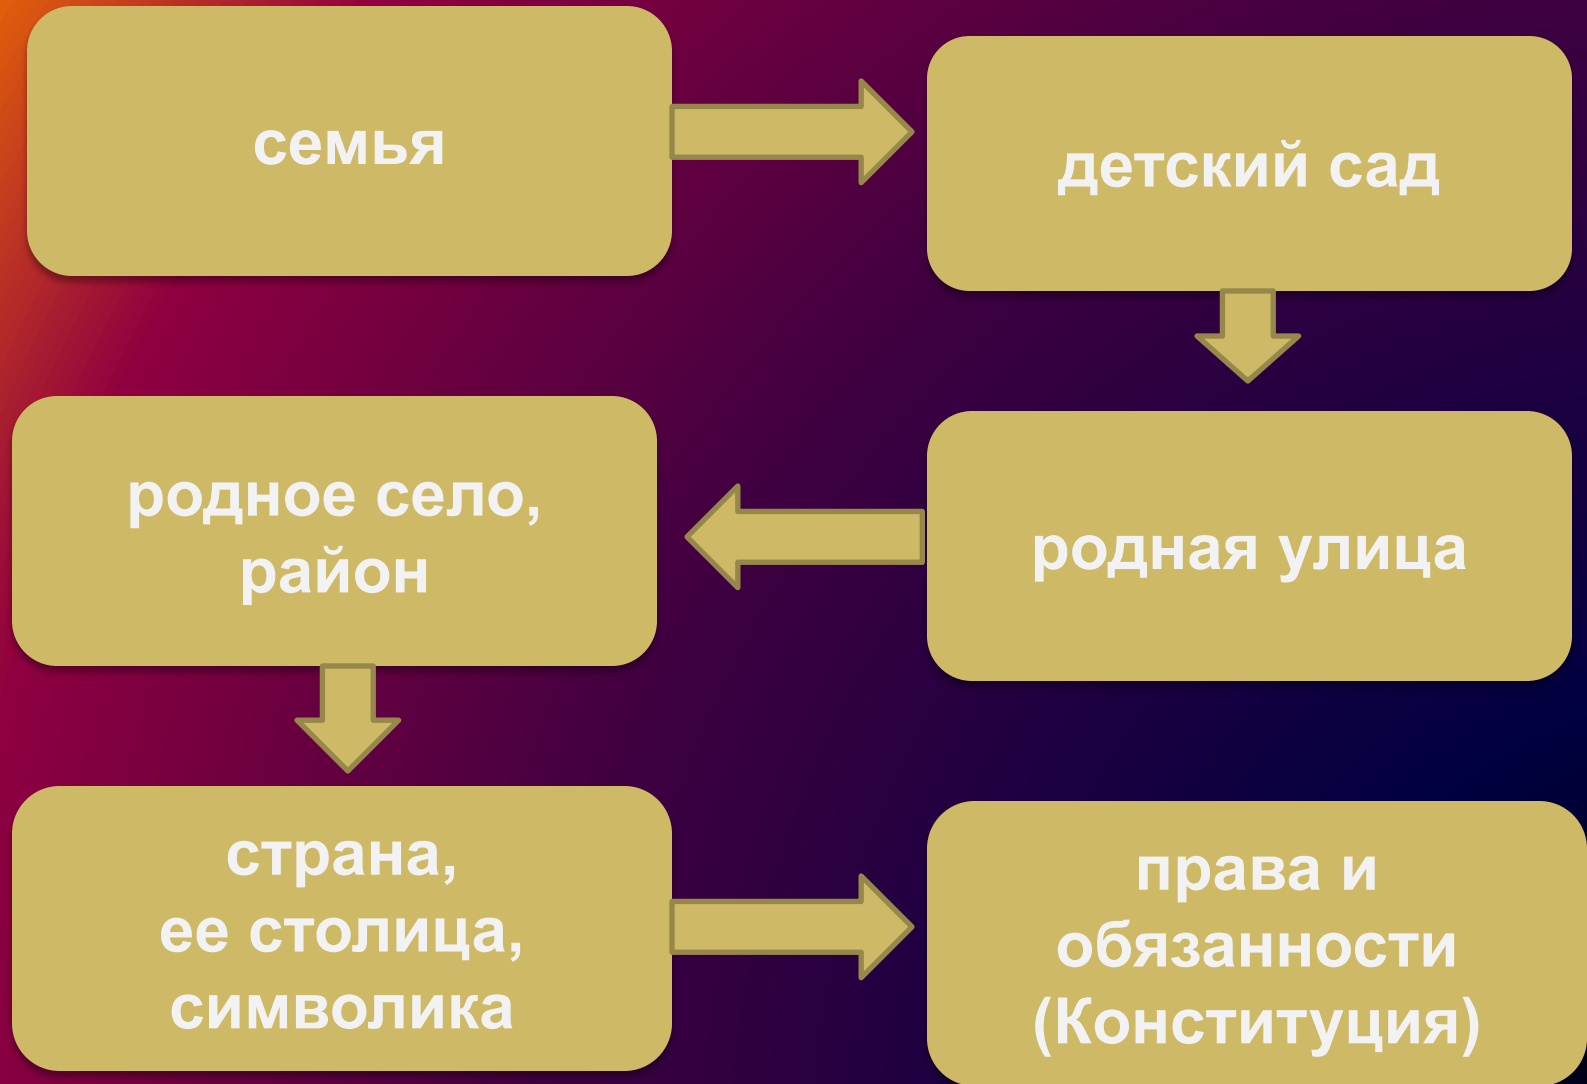 семья
детский сад
родная улица
родное село,
район
страна,
ее столица,
символика
права и
обязанности
(Конституция)